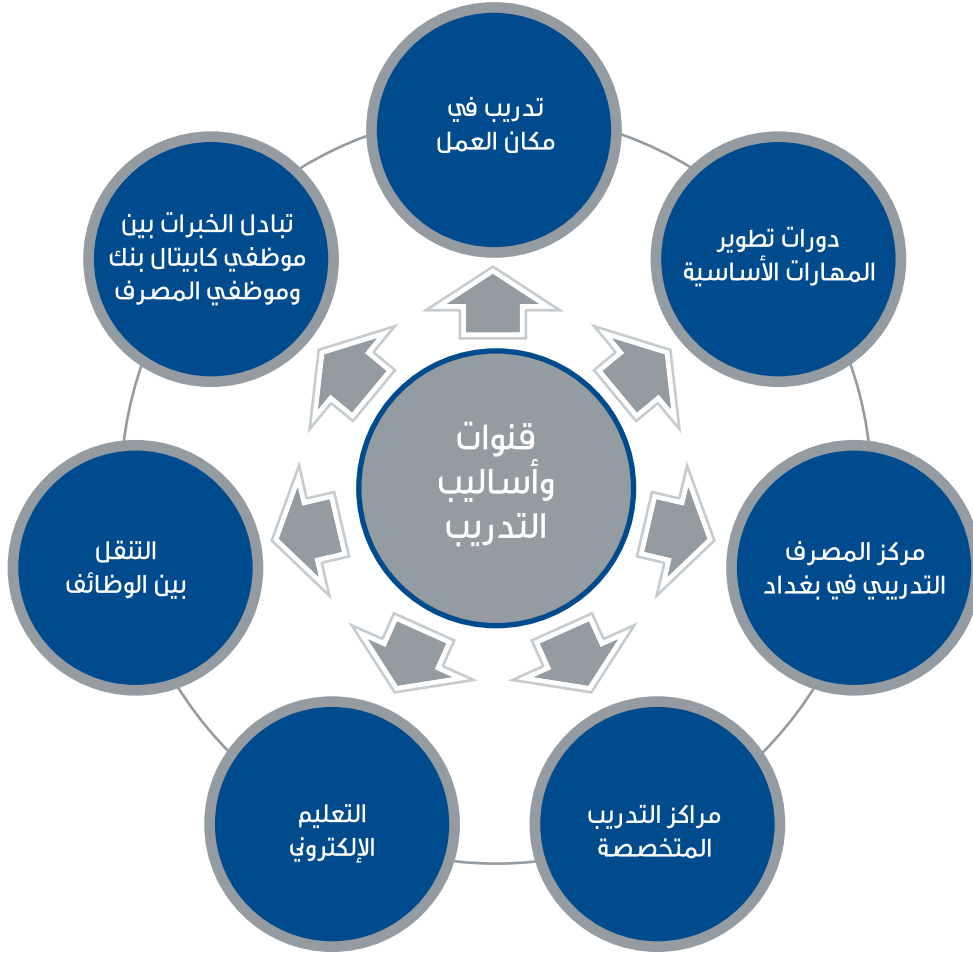 قنوات
وأساليب
التدريب
تدريب في
مكان العمل
دورات تطوير
المهارات الأساسية
مركز المصرف
التدريبي في بغداد
مراكز التدريب
المتخصصة
التعليم
الإلكتروني
التنقل
بين الوظائف
تبادل الخبرات بين
موظفي كابيتال بنك
وموظفي المصرف